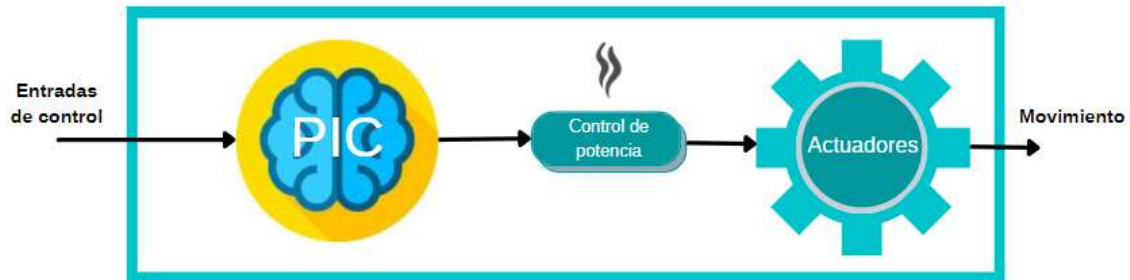 Entradas
de control
PIC
Control de
potencia
Actuadores
Movimiento